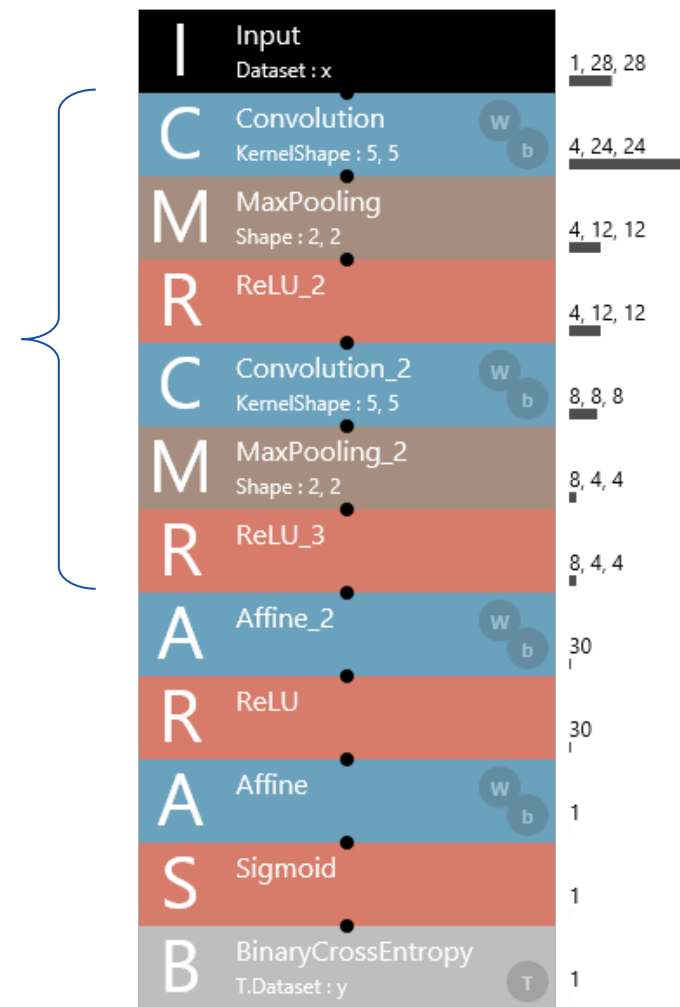 I
Input
Dataset : x
1, 28, 28
C
Convolution
KernelShape : 5, 5
W
b
4, 24, 24
M
MaxPooling
Shape : 2, 2
4, 12, 12
R
ReLU_2
4, 12, 12
C
Convolution_2
KernelShape : 5, 5
W
b
8, 8, 8
M
MaxPooling_2
Shape : 2, 2
8, 4, 4
R
ReLU_3
8, 4, 4
A
Affine_2
W
b
30
R
ReLU
30
A
Affine
W
b
1
S
Sigmoid
1
B
BinaryCrossEntropy
T.Dataset : y
T
1